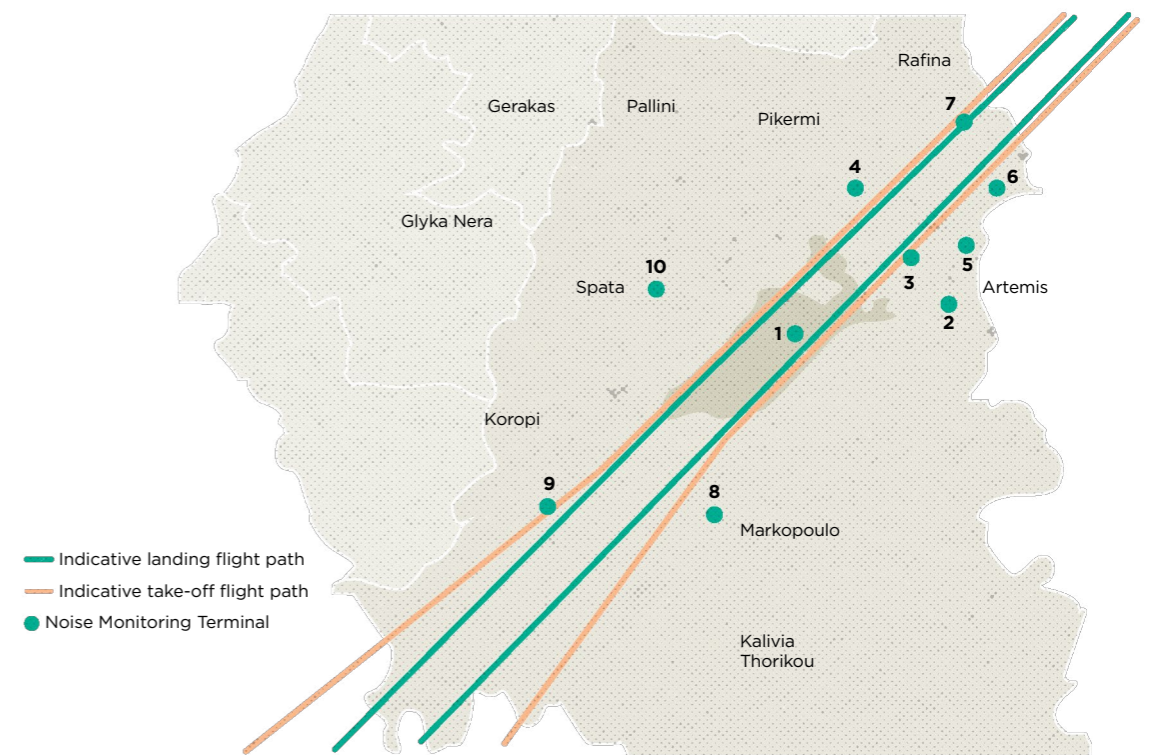 Rafina
7
Gerakas
Pallini
Pikermi
4
6
Glyka Nera
10
5
Spata
3
Artemis
2
1
Koropi
9
8
Markopoulo
Indicative landing flight path
Indicative take-off flight path
Noise Monitoring Terminal
Kalivia
Thorikou